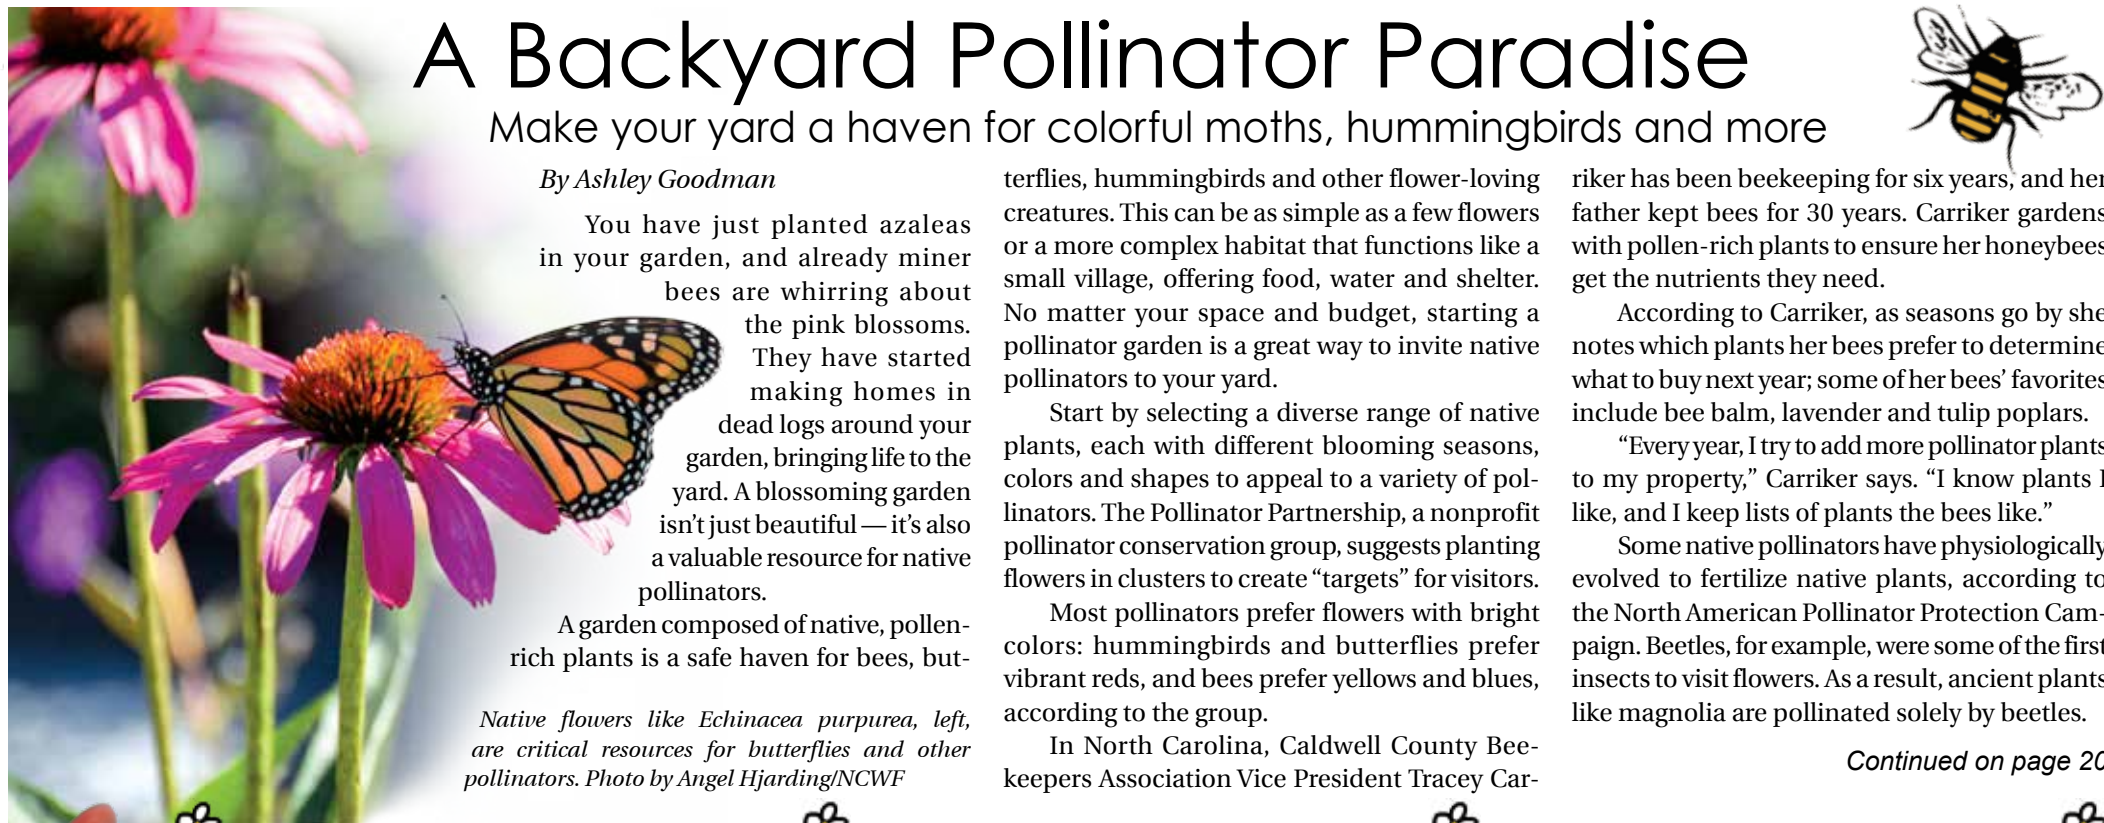 A Backyard Pollinator Paradise
Make your yard a haven for colorful moths, hummingbirds and more
By Ashley Goodman
You have just planted azaleas
in your garden, and already miner
bees are whirring about
the pink blossoms.
They have started
making homes in
dead logs around your
garden, bringing life to the
yard. A blossoming garden
isn’t just beautiful — it’s also
a valuable resource for native
pollinators.
A garden composed of native, pollen-
rich plants is a safe haven for bees, but-
Native flowers like Echinacea purpurea, left,
are critical resources for butterflies and other
pollinators. Photo by Angel Hjarding/NCWF
terflies, hummingbirds and other flower-loving
creatures. This can be as simple as a few flowers
or a more complex habitat that functions like a
small village, offering food, water and shelter.
No matter your space and budget, starting a
pollinator garden is a great way to invite native
pollinators to your yard.
Start by selecting a diverse range of native
plants, each with different blooming seasons,
colors and shapes to appeal to a variety of pol-
linators. The Pollinator Partnership, a nonprofit
pollinator conservation group, suggests planting
flowers in clusters to create “targets” for visitors.
Most pollinators prefer flowers with bright
colors: hummingbirds and butterflies prefer
vibrant reds, and bees prefer yellows and blues,
according to the group.
In North Carolina, Caldwell County Bee-
keepers Association Vice President Tracey Car-
riker has been beekeeping for six years, and her
father kept bees for 30 years. Carriker gardens
with pollen-rich plants to ensure her honeybees
get the nutrients they need.
According to Carriker, as seasons go by she
notes which plants her bees prefer to determine
what to buy next year; some of her bees’ favorites
include bee balm, lavender and tulip poplars.
“Every year, I try to add more pollinator plants
to my property,” Carriker says. “I know plants I
like, and I keep lists of plants the bees like.”
Some native pollinators have physiologically
evolved to fertilize native plants, according to
the North American Pollinator Protection Cam-
paign. Beetles, for example, were some of the first
insects to visit flowers. As a result, ancient plants
like magnolia are pollinated solely by beetles.
Continued on page 20